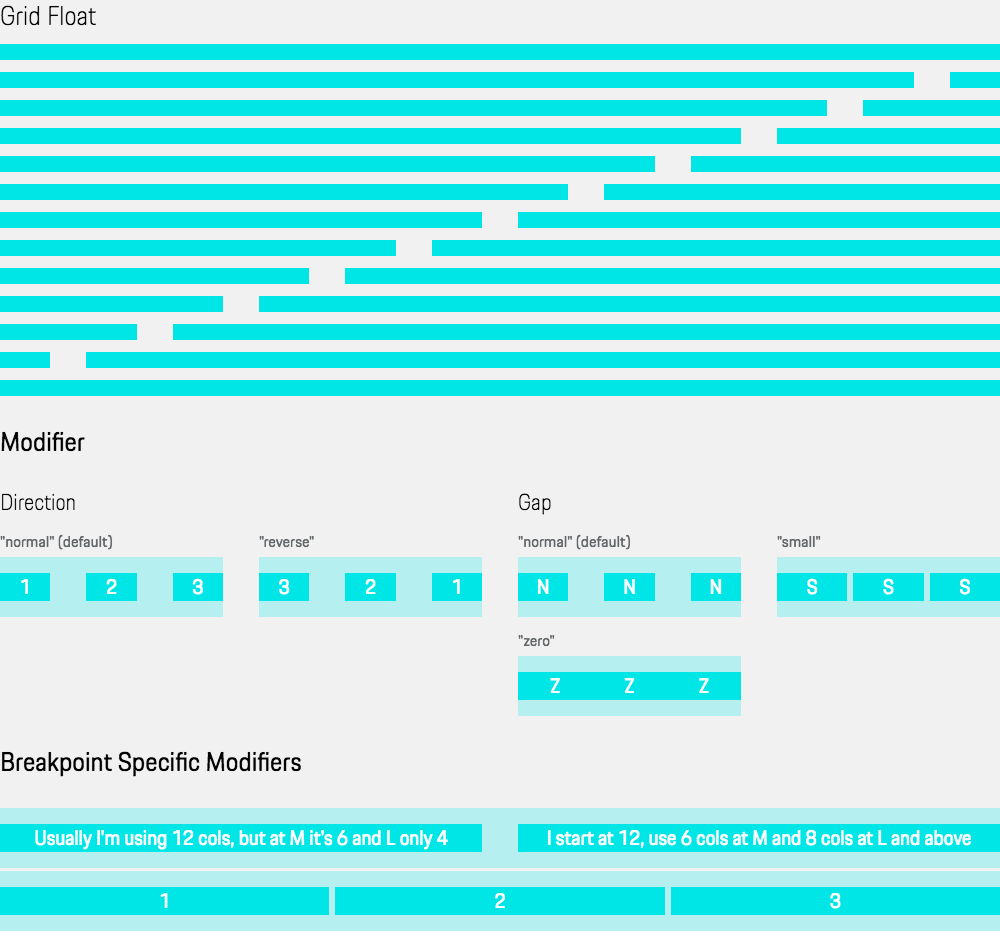 Grid Float
Modifier
Direction
Gap
"normal" (default)
"reverse"
"normal" (default)
"small"
1 2 3
3 2 1
N N N
S S S
"zero"
Z Z Z
Breakpoint Specific Modifiers
Usually I'm using 12 cols, but at M it's 6 and L only 4
I start at 12, use 6 cols at M and 8 cols at L and above
1 2 3